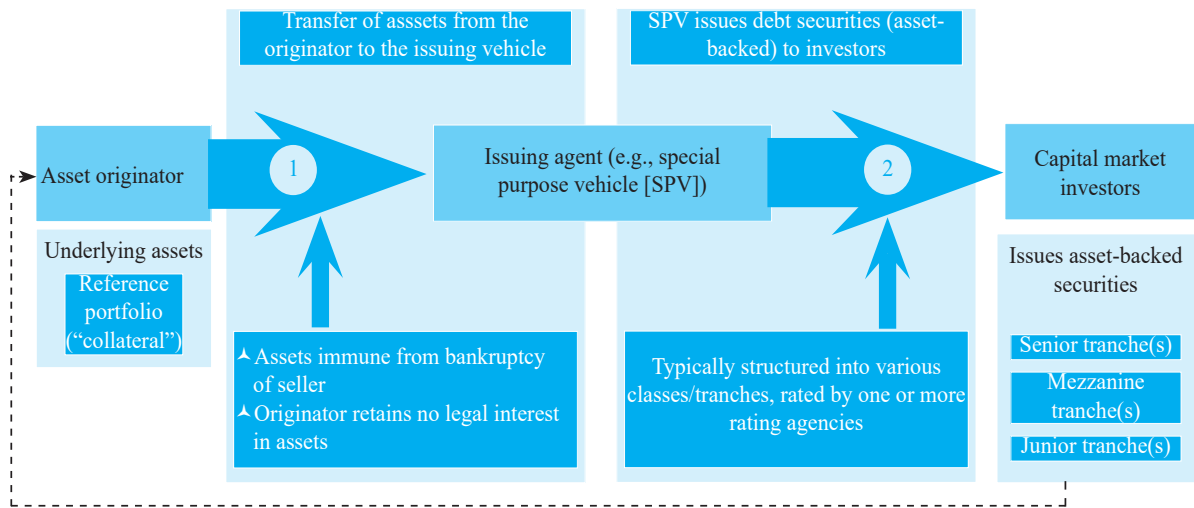 Transfer of asssets from the
originator to the issuing vehicle
SPV issues debt securities (asset-
backed) to investors
Asset originator
1
Issuing agent (e.g., special
purpose vehicle [SPV])
2
Capital market
investors
Underlying assets
Reference
portfolio
(“collateral”)
Assets immune from bankruptcy
of seller
Originator retains no legal interest
in assets
Typically structured into various
classes/tranches, rated by one or more
rating agencies
Issues asset-backed
securities
Senior tranche(s)
Mezzanine
tranche(s)
Junior tranche(s)